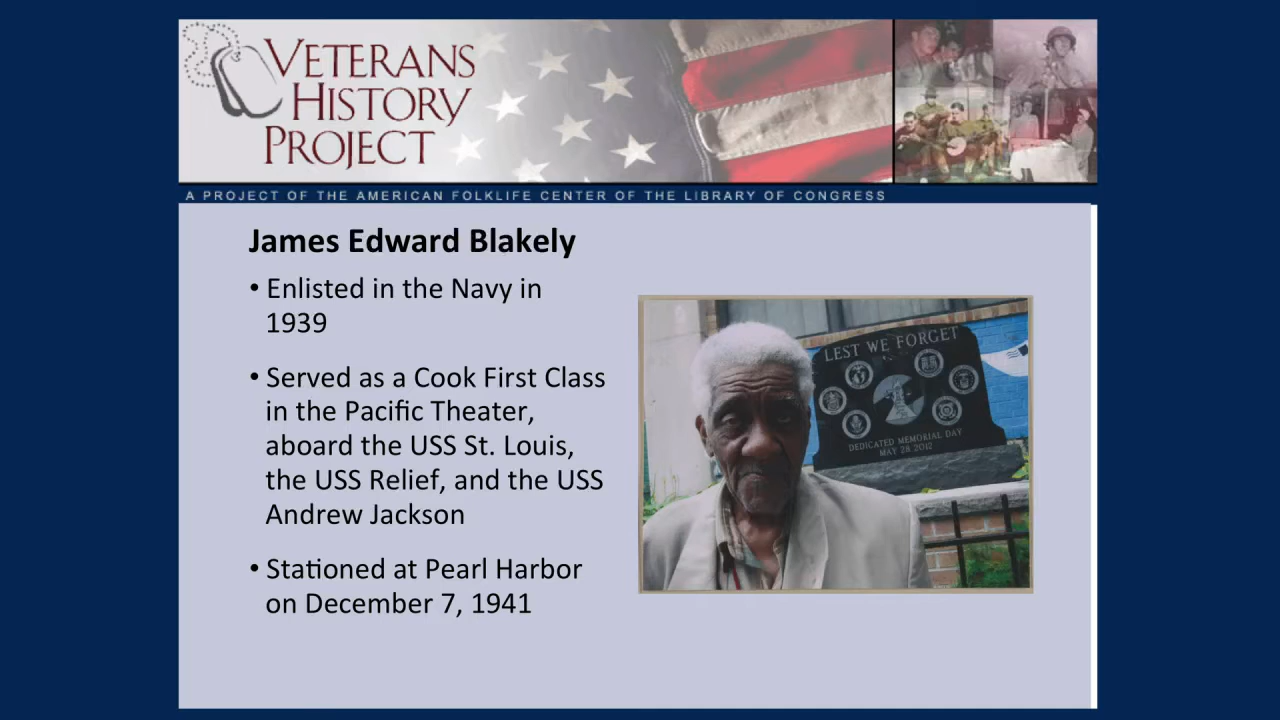 VETERANS
HISTORY
PROJECT
A PROJECT OF THE AMERICAN FOLKLIFE CENTER OF THE LIBRARY OF CONGRESS
James Edward Blakely
• Enlisted in the Navy in
1939
• Served as a Cook First Class
in the Pacific Theater,
aboard the USS St. Louis,
the USS Relief, and the USS
Andrew Jackson
• Stationed at Pearl Harbor
on December 7, 1941
LEST WE FORGET
DEDICATED MEMORIAL DAY
MAY 28 2012